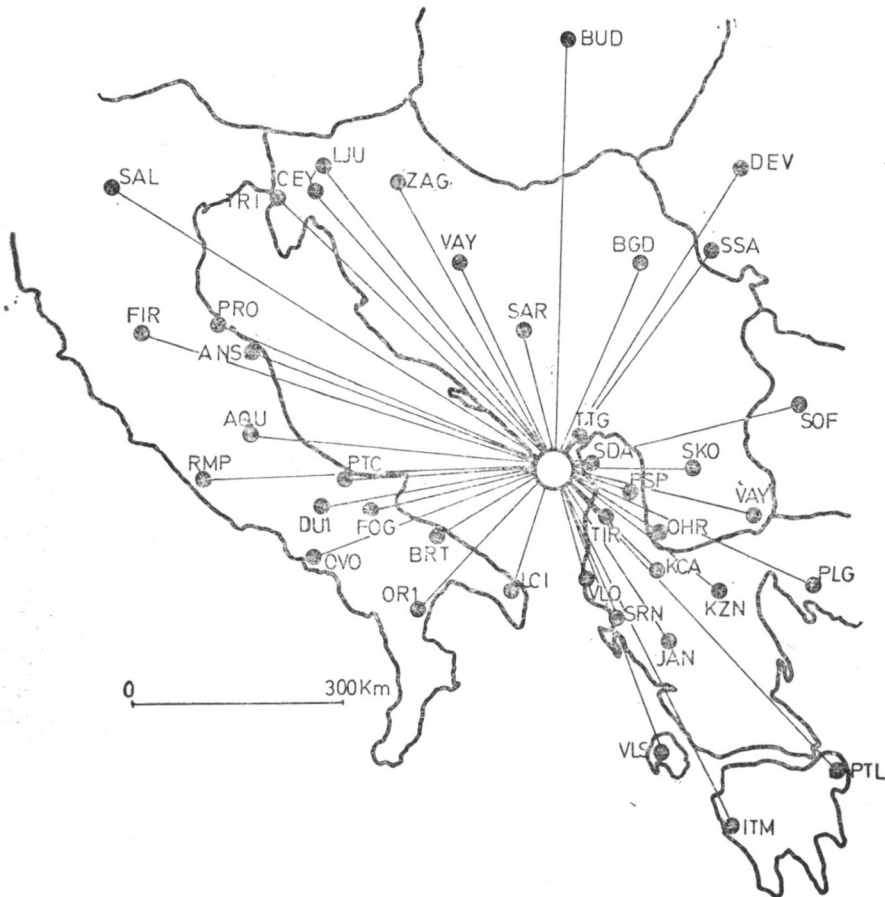 BUD
LJU
DEV
SAL
CEY
ZAG
TRI
VAY
BGD
SSA
FIR
PRO
SAR
ANS
AQU
TTG
SOF
SDA
SKO
RMP
PTC
PSP
VAY
DU1
FOG
TIR
OHR
BRT
OVO
KCA
LCI
VLO
PLG
KZN
OR1
SRN
JAN
0 300Km
VLS
PTL
ITM